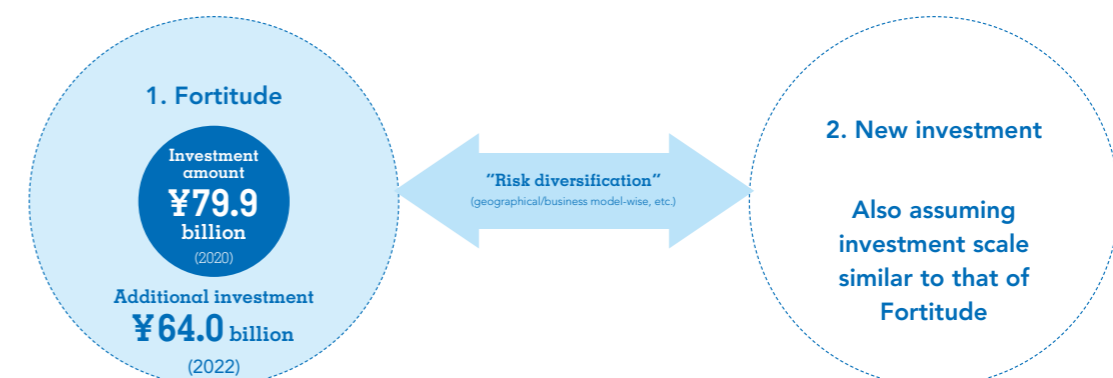 1. Fortitude
Investment
amount
¥79.9
billion
(2020)
Additional investment
¥64.0 billion
(2022)
"Risk diversification"
(geographical/business model-wise, etc.)
2. New investment
Also assuming
investment scale
similar to that of
Fortitude